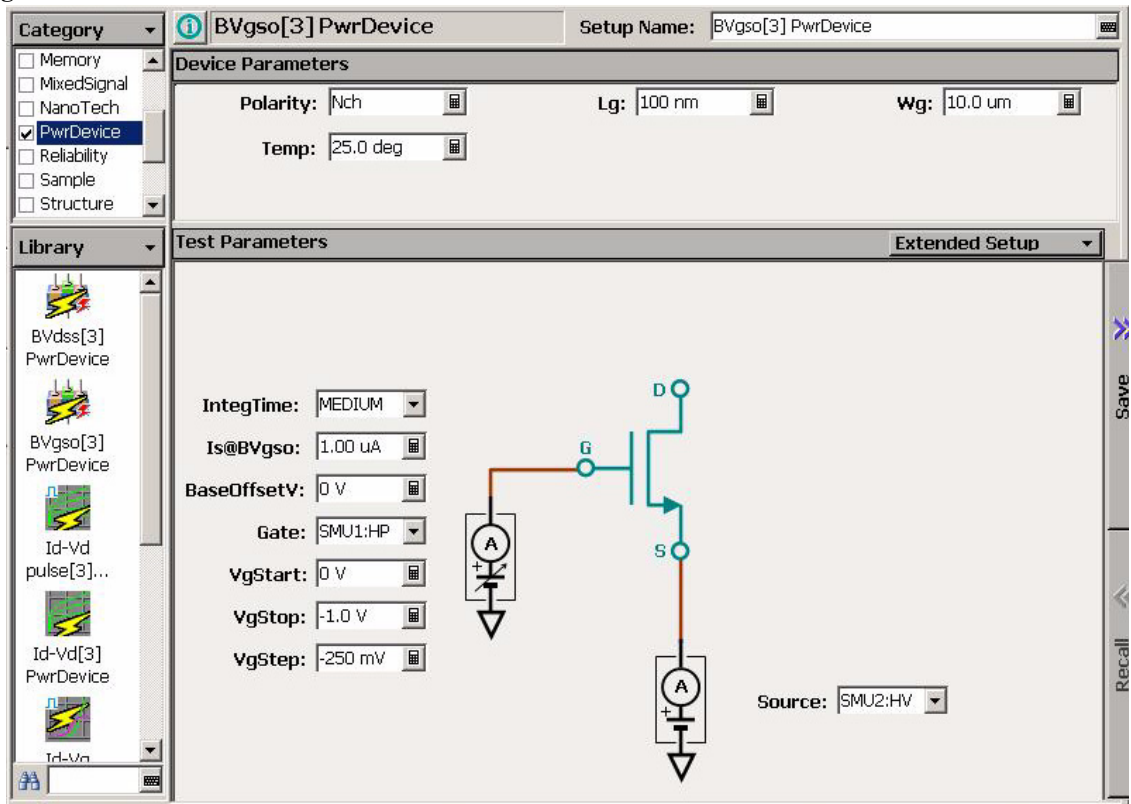 Category
BVgso[3] PwrDevice
Setup Name: BVgso[3] PwrDevice
Memory
MixedSignal
NanoTech
PwrDevice
Reliability
Sample
Structure
Device Parameters
Polarity: Nch
Lg: 100 nm
Wg: 10.0 um
Temp: 25.0 deg
Library
BVdss[3]
PwrDevice
BVgso[3]
PwrDevice
Id-Vd
pulse[3]...
Id-Vd[3]
PwrDevice
Test Parameters
Extended Setup
IntegTime: MEDIUM
Is@BVgso: 1.00 uA
BaseOffsetV: 0 V
Gate: SMU1:HP
VgStart: 0 V
VgStop: -1.0 V
VgStep: -250 mV
D
G
S
A
+
A
+
Source: SMU2:HV
Save
Recall